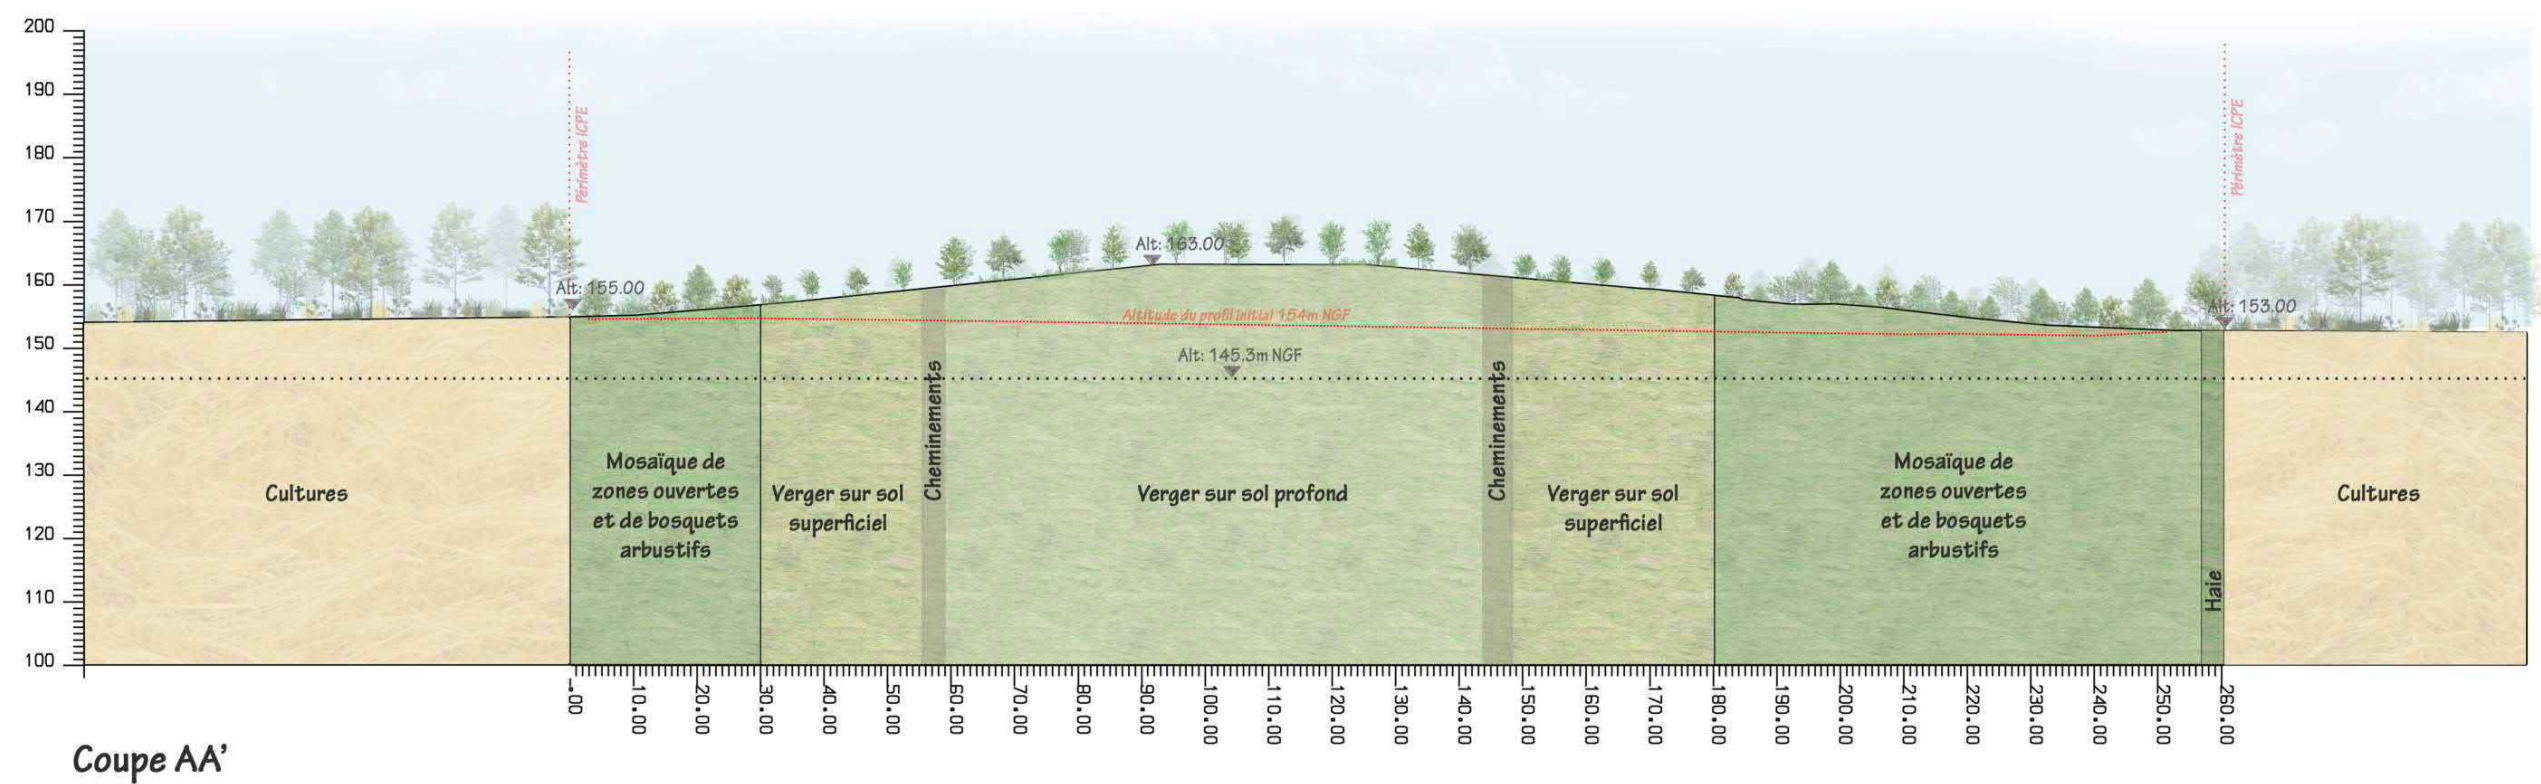 200
190
180
170
160
150
140
130
120
110
100
Périmètre ICPE
Périmètre ICPE
Alt: 163.00
Alt: 155.00
Alt: 153.00
Altitude du profil initial 154m NGF
Alt: 145.3m NGF
Cultures
Mosaïque de
zones ouvertes
et de bosquets
arbustifs
Verger sur sol
superficiel
Cheminements
Verger sur sol profond
Cheminements
Verger sur sol
superficiel
Mosaïque de
zones ouvertes
et de bosquets
arbustifs
Haie
Cultures
-.00
10.00
20.00
30.00
40.00
50.00
60.00
70.00
80.00
90.00
100.00
110.00
120.00
130.00
140.00
150.00
160.00
170.00
180.00
190.00
200.00
210.00
220.00
230.00
240.00
250.00
260.00
Coupe AA’